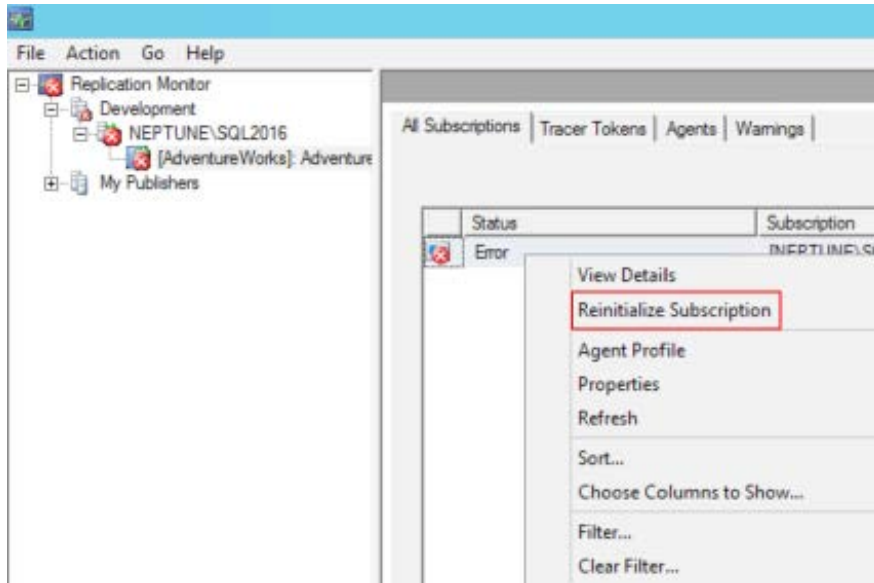 File Action Go Help
Replication Monitor
Development
NEPTUNE\SQL2016
[AdventureWorks]: Adventure
My Publishers
All Subscriptions Tracer Tokens Agents Warnings
Status Subscription
Error [NEPTUNE\S
View Details
Reinitialize Subscription
Agent Profile
Properties
Refresh
Sort...
Choose Columns to Show...
Filter...
Clear Filter...